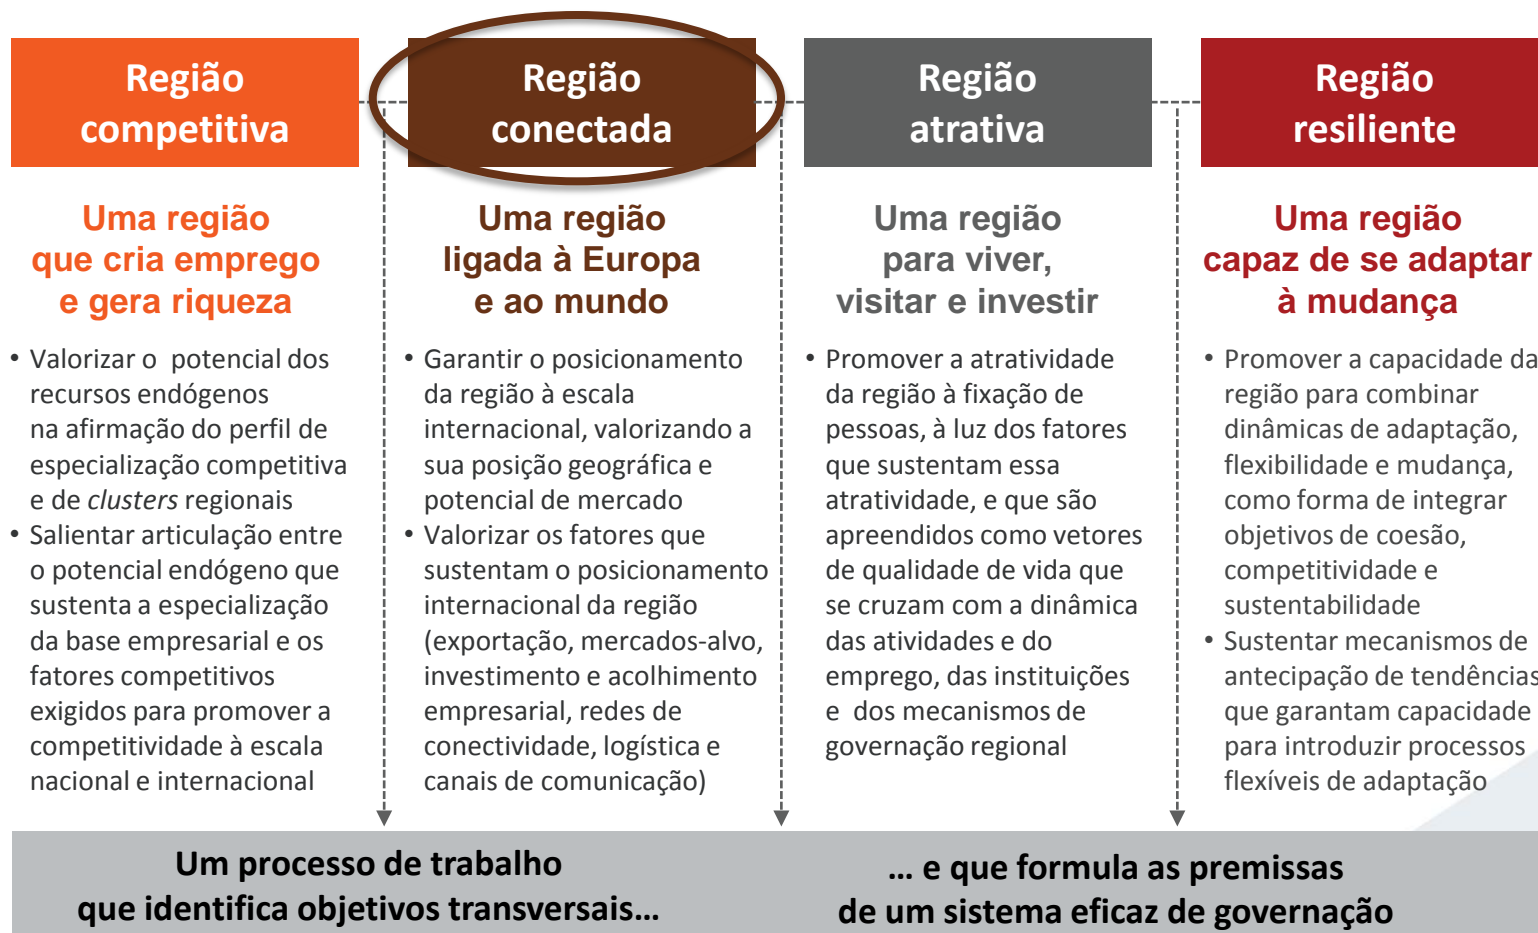 Região
competitiva
Uma região
que cria emprego
e gera riqueza
• Valorizar o potencial dos
recursos endógenos
na afirmação do perfil de
especialização competitiva
e de clusters regionais
• Salientar articulação entre
o potencial endógeno que
sustenta a especialização
da base empresarial e os
fatores competitivos
exigidos para promover a
competitividade à escala
nacional e internacional
Região
conectada
Uma região
ligada à Europa
e ao mundo
• Garantir o posicionamento
da região à escala
internacional, valorizando a
sua posição geográfica e
potencial de mercado
• Valorizar os fatores que
sustentam o posicionamento
internacional da região
(exportação, mercados-alvo,
investimento e acolhimento
empresarial, redes de
conectividade, logística e
canais de comunicação)
Região
atrativa
Uma região
para viver,
visitar e investir
• Promover a atratividade
da região à fixação de
pessoas, à luz dos fatores
que sustentam essa
atratividade, e que são
apreendidos como vetores
de qualidade de vida que
se cruzam com a dinâmica
das atividades e do
emprego, das instituições
e dos mecanismos de
governação regional
Região
resiliente
Uma região
capaz de se adaptar
à mudança
• Promover a capacidade da
região para combinar
dinâmicas de adaptação,
flexibilidade e mudança,
como forma de integrar
objetivos de coesão,
competitividade e
sustentabilidade
• Sustentar mecanismos de
antecipação de tendências
que garantam capacidade
para introduzir processos
flexíveis de adaptação
Um processo de trabalho
que identifica objetivos transversais...
... e que formula as premissas
de um sistema eficaz de governação